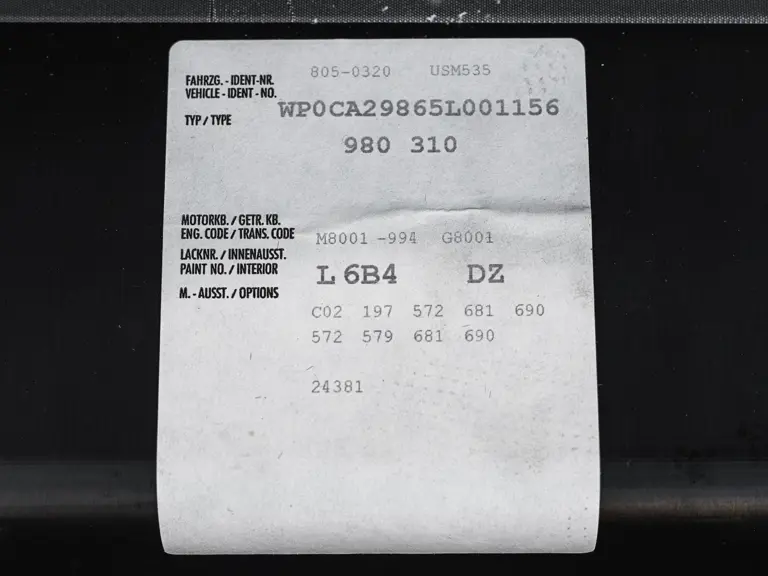 805-0320 USM535
FAHRZG. - IDENT-NR.
VEHICLE - IDENT - NO.
WP0CA29865L001156
TYP / TYPE
980 310
MOTORKB. / GETR. KB.
ENG. CODE / TRANS. CODE
M8001 -994 G8001
LACKNR. / INNENAUSST.
PAINT NO. / INTERIOR
L 6B4 DZ
M. - AUSST. / OPTIONS
C02 197 572 681 690
572 579 681 690
24381